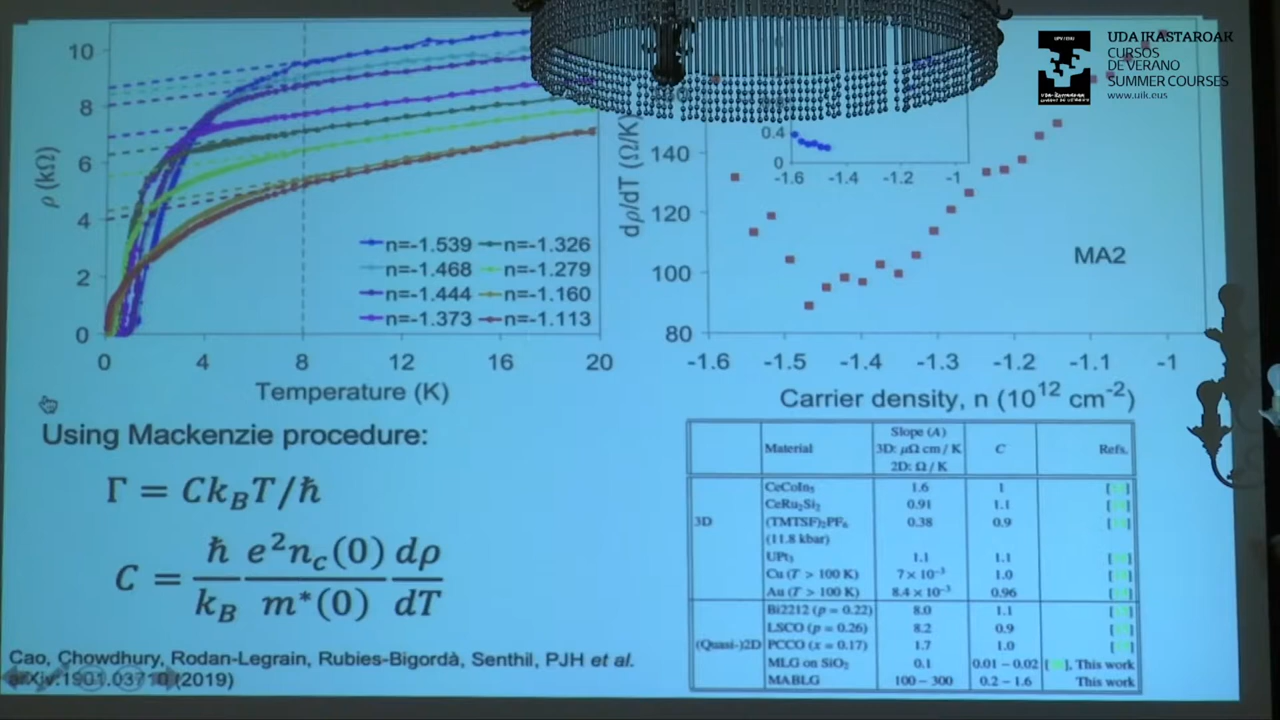 UDA IKASTAROAK
CURSOS
DE VERANO
SUMMER COURSES
www.uik.eus
10
8
6
4
2
0
ρ (kΩ)
n=-1.539
n=-1.326
n=-1.468
n=-1.279
n=-1.444
n=-1.160
n=-1.373
n=-1.113
0
4
8
12
16
20
Temperature (K)
dρ/dT (Ω/K)
140
120
100
80
0.4
0
-1.6
-1.4
-1.2
-1
MA2
-1.6
-1.5
-1.4
-1.3
-1.2
-1.1
-1
Carrier density, n (10¹² cm⁻²)
Using Mackenzie procedure:
Γ = CkBT/ħ
C = ħ/kB e²nc(0)/m*(0) dρ/dT
Cao, Chowdhury, Rodan-Legrain, Rubies-Bigordà, Senthil, PJH et al.
arXiv:1901.03710 (2019)
Material
Slope (A)
3D: μΩ cm / K
2D: Ω / K
C
Refs.
3D
CeCoIn₅ 1.6 1
CeRu₂Si₂ 0.91 1.1
(TMTSF)₂PF₆ 0.38 0.9
(11.8 kbar)
UPt₃ 1.1 1.1
Cu (T > 100 K) 7 × 10⁻³ 1.0
Au (T > 100 K) 8.4 × 10⁻³ 0.96
(Quasi-)2D
Bi2212 (p = 0.22) 8.0 1.1
LSCO (p = 0.26) 8.2 0.9
PCCO (x = 0.17) 1.7 1.0
MLG on SiO₂ 0.1 0.01 – 0.02 This work
MABLG 100 – 300 0.2 – 1.6 This work